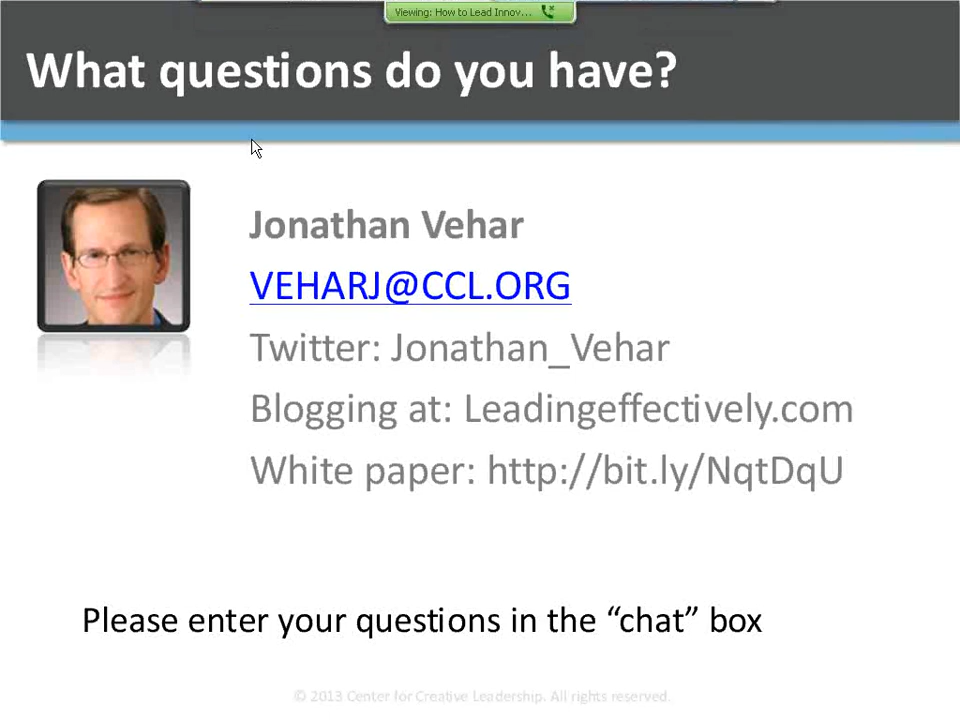 Viewing: How to Lead Innov...
What questions do you have?
Jonathan Vehar
VEHARJ@CCL.ORG
Twitter: Jonathan_Vehar
Blogging at: Leadingeffectively.com
White paper: http://bit.ly/NqtDqU
Please enter your questions in the “chat” box
© 2013 Center for Creative Leadership. All rights reserved.